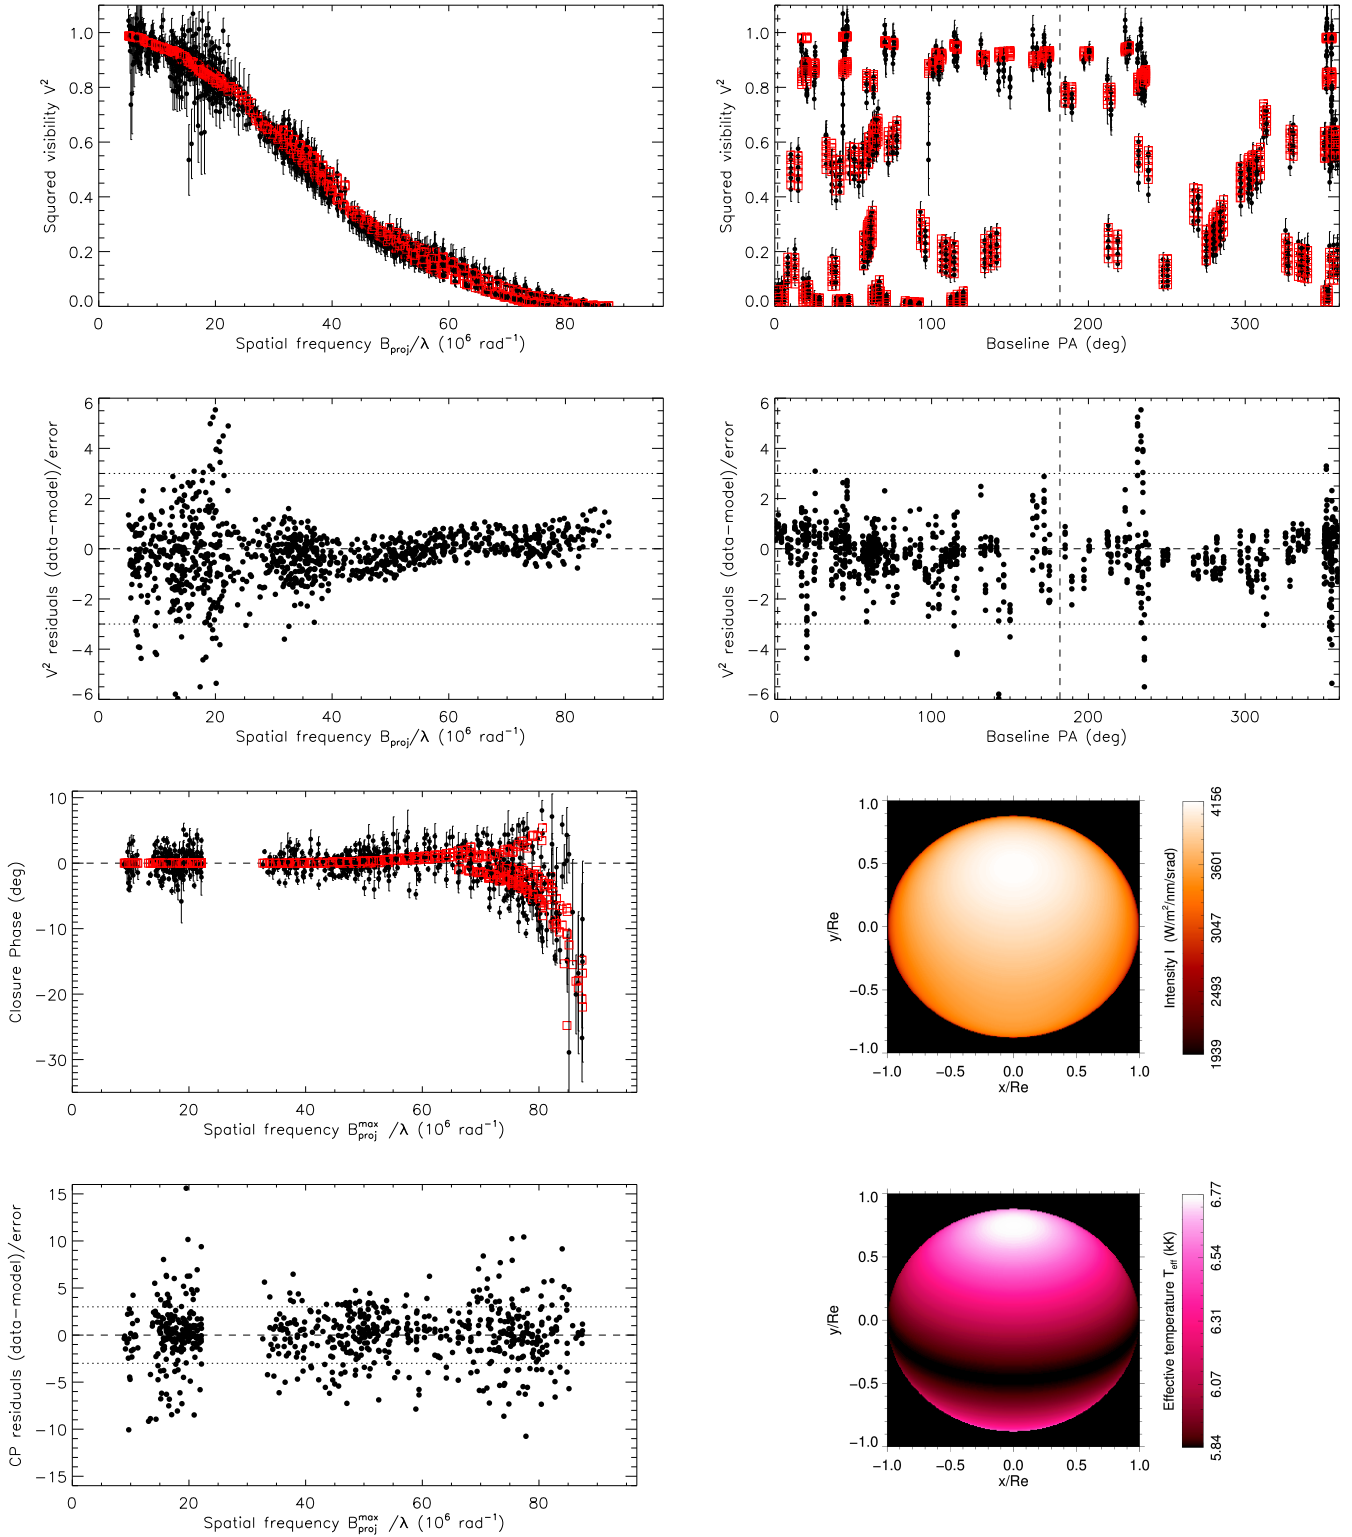 1.0
0.8
0.6
0.4
0.2
0.0
Squared visibility V²
0 20 40 60 80
Spatial frequency B_proj/λ (10⁶ rad⁻¹)
1.0
0.8
0.6
0.4
0.2
0.0
Squared visibility V²
0 100 200 300
Baseline PA (deg)
6
4
2
0
−2
−4
−6
V² residuals (data−model)/error
0 20 40 60 80
Spatial frequency B_proj/λ (10⁶ rad⁻¹)
6
4
2
0
−2
−4
−6
V² residuals (data−model)/error
0 100 200 300
Baseline PA (deg)
10
0
−10
−20
−30
Closure Phase (deg)
0 20 40 60 80
Spatial frequency B_proj^max /λ (10⁶ rad⁻¹)
1.0
0.5
0.0
−0.5
−1.0
y/Re
−1.0 −0.5 0.0 0.5 1.0
x/Re
Intensity I (W/m²/nm/srad)
1939 2493 3047 3601 4156
15
10
5
0
−5
−10
−15
CP residuals (data−model)/error
0 20 40 60 80
Spatial frequency B_proj^max /λ (10⁶ rad⁻¹)
1.0
0.5
0.0
−0.5
−1.0
y/Re
−1.0 −0.5 0.0 0.5 1.0
x/Re
Effective temperature T_eff (kK)
5.84 6.07 6.31 6.54 6.77